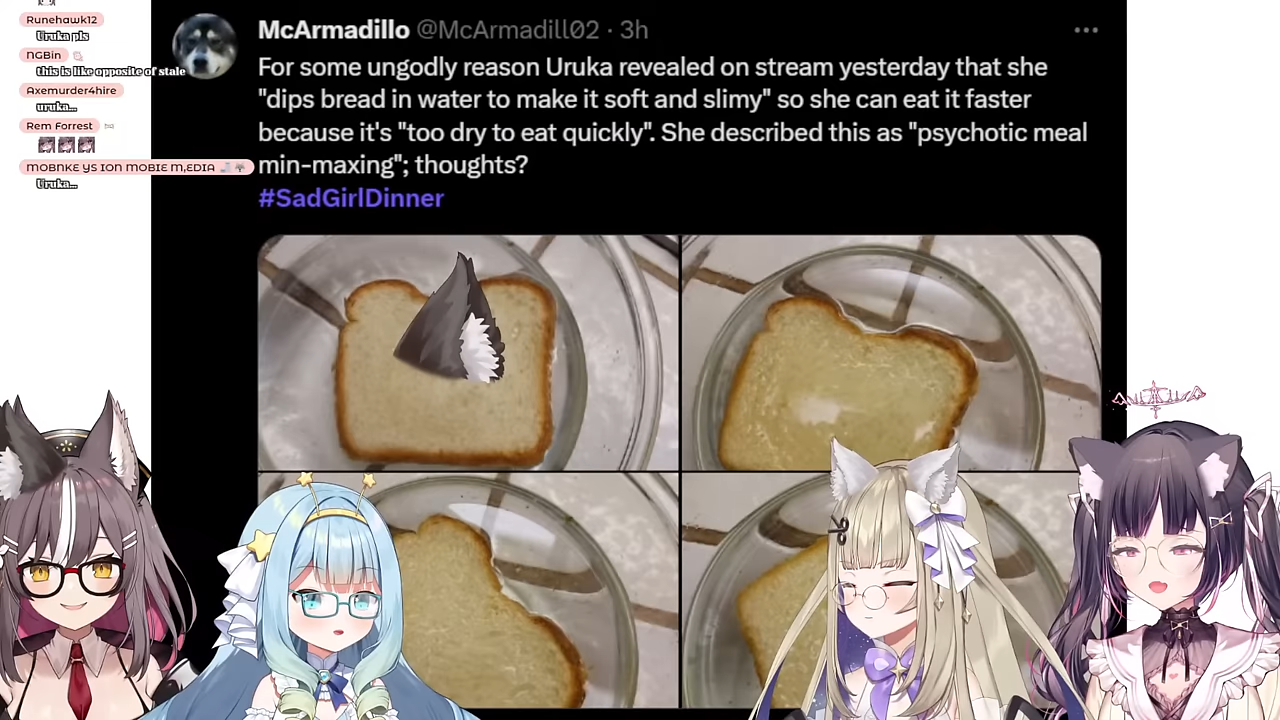 Runehawk12
Uruka pls
NGBin
this is like opposite of stale
Axemurder4hire
uruka...
Rem Forrest
MOBNKE YS ION MOBIE M,EDIA
Uruka...
McArmadillo @McArmadill02 · 3h
For some ungodly reason Uruka revealed on stream yesterday that she
"dips bread in water to make it soft and slimy" so she can eat it faster
because it's "too dry to eat quickly". She described this as "psychotic meal
min-maxing"; thoughts?
#SadGirlDinner